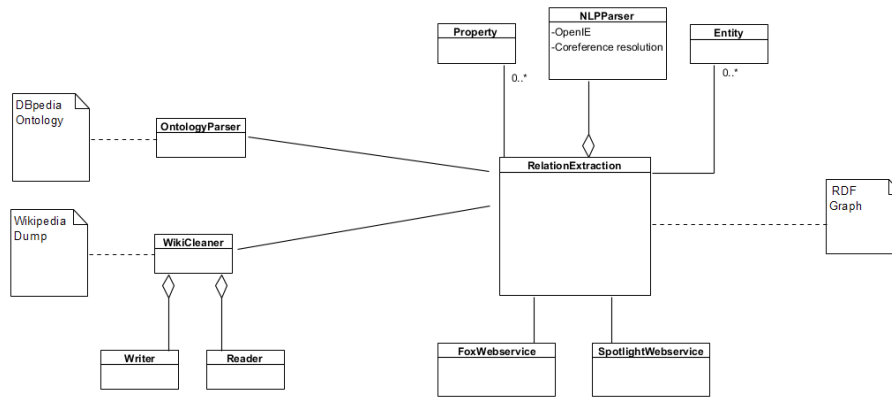 NLPParser
-OpenIE
-Coreference resolution
Property
0..*
Entity
0..*
DBpedia
Ontology
OntologyParser
RelationExtraction
RDF
Graph
Wikipedia
Dump
WikiCleaner
Writer
Reader
FoxWebservice
SpotlightWebservice